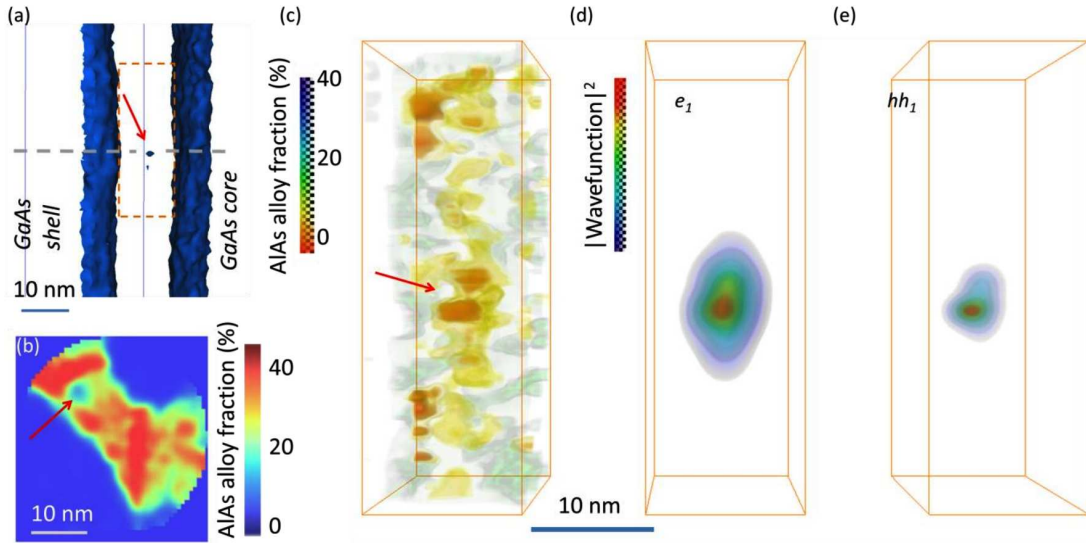 (a)
GaAs shell
GaAs core
10 nm
(b)
AlAs alloy fraction (%)
40
20
0
10 nm
(c)
AlAs alloy fraction (%)
40
20
0
10 nm
(d)
|Wavefunction|²
e₁
(e)
hh₁